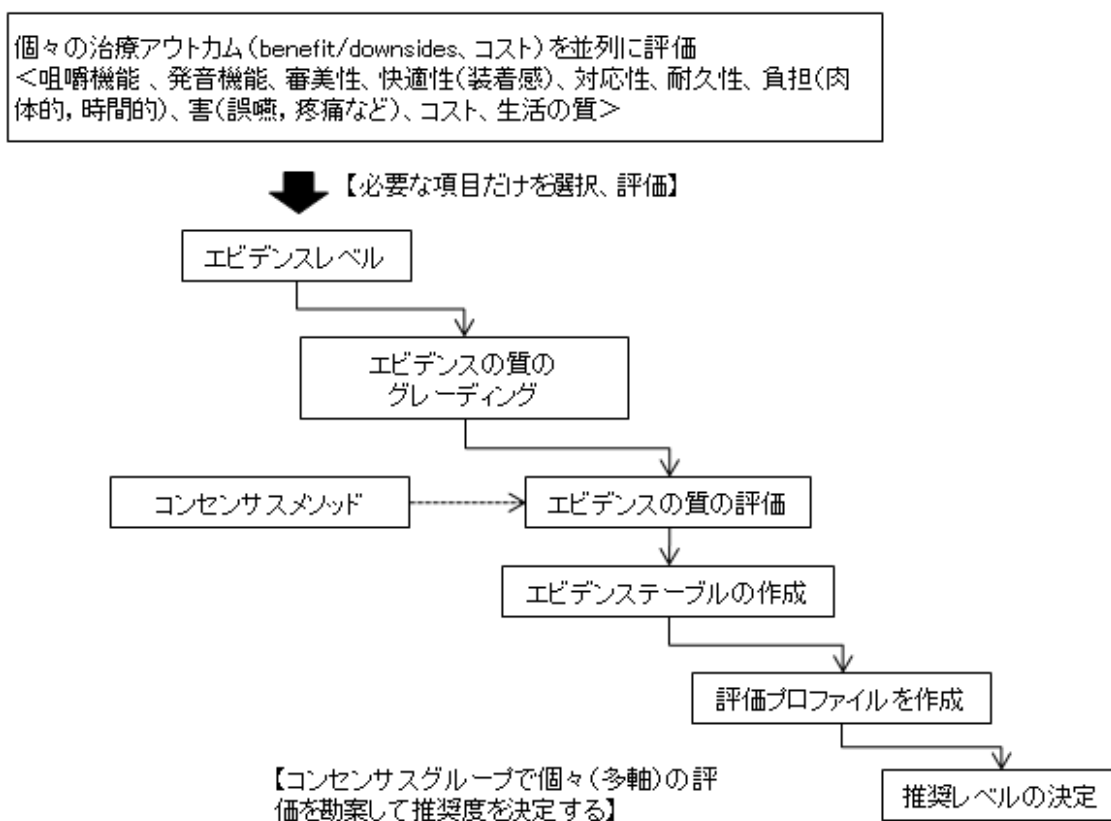 個々の治療アウトカム(benefit/downsides、コスト)を並列に評価
<咀嚼機能 、発音機能、審美性、快適性(装着感)、対応性、耐久性、負担(肉
体的, 時間的)、害(誤嚥, 疼痛など)、コスト、生活の質>
【必要な項目だけを選択、評価】
エビデンスレベル
エビデンスの質の
グレーディング
コンセンサスメソッド
エビデンスの質の評価
エビデンステーブルの作成
評価プロファイルを作成
【コンセンサスグループで個々(多軸)の評
価を勘案して推奨度を決定する】
推奨レベルの決定